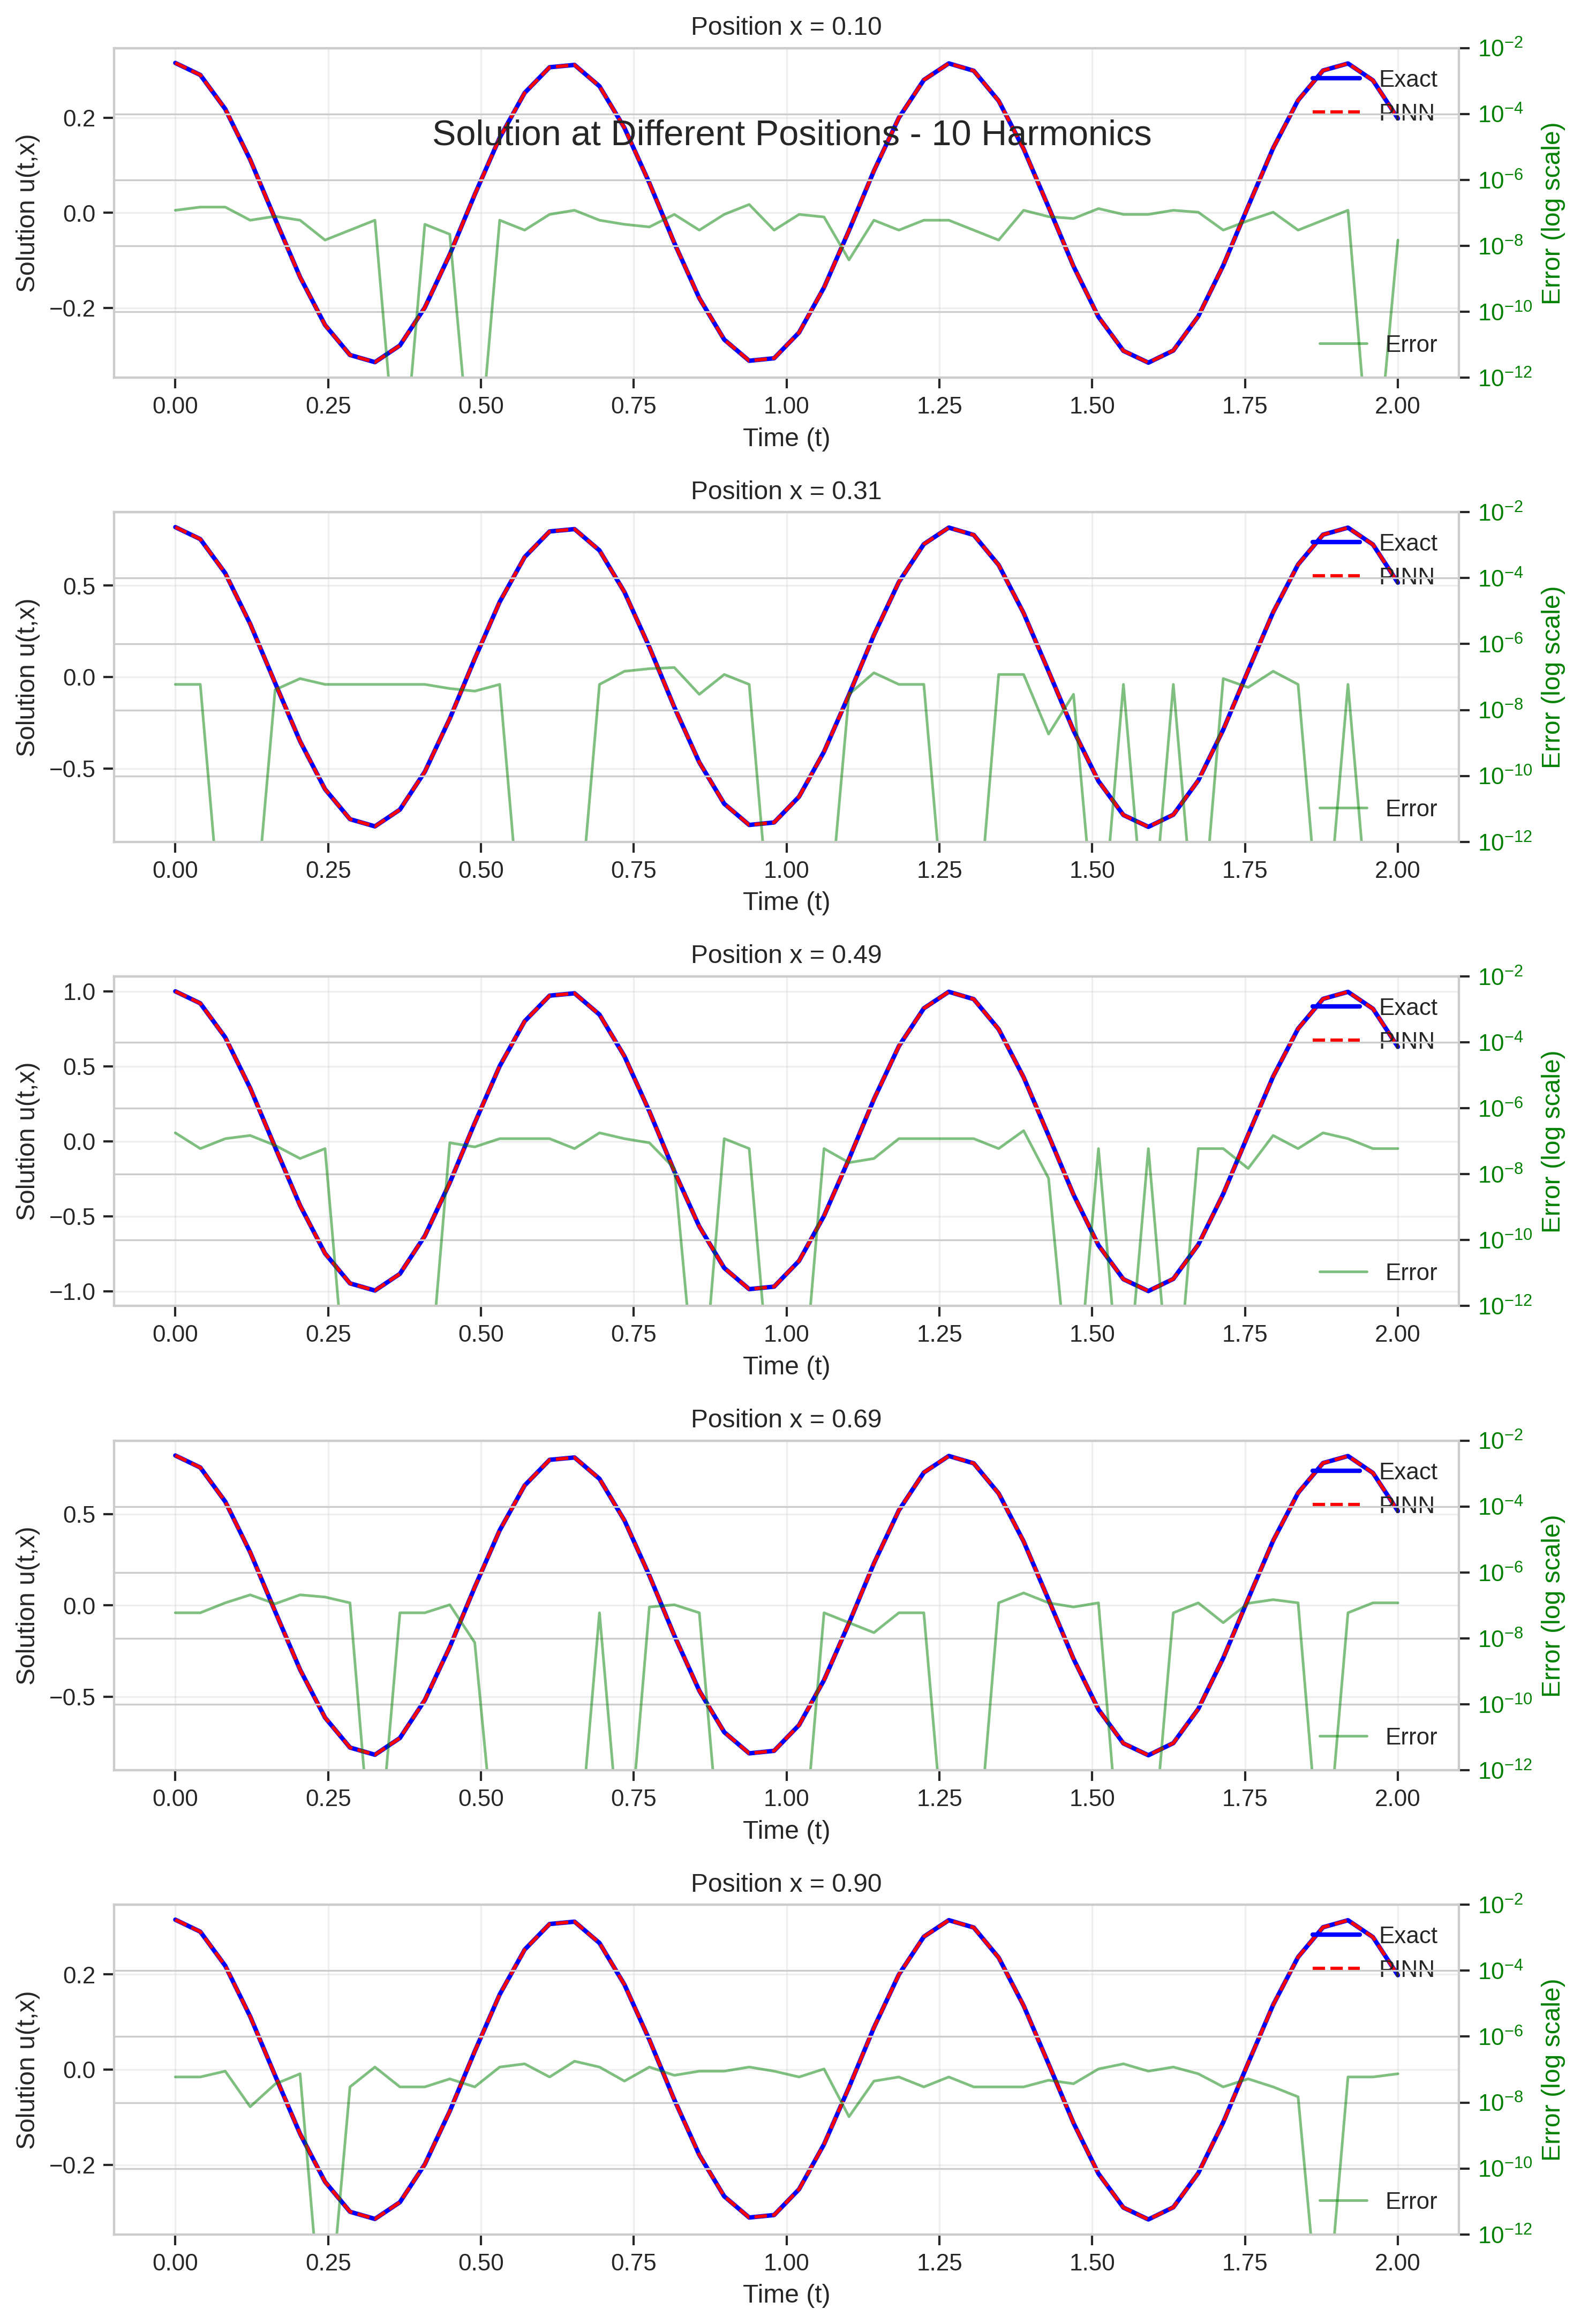 Position x = 0.10
Solution at Different Positions - 10 Harmonics
Solution u(t,x)
0.2
0.0
−0.2
Exact
PINN
Error
10−2
10−4
10−6
10−8
10−10
10−12
Error (log scale)
0.00 0.25 0.50 0.75 1.00 1.25 1.50 1.75 2.00
Time (t)
Position x = 0.31
Solution u(t,x)
0.5
0.0
−0.5
Exact
PINN
Error
10−2
10−4
10−6
10−8
10−10
10−12
Error (log scale)
0.00 0.25 0.50 0.75 1.00 1.25 1.50 1.75 2.00
Time (t)
Position x = 0.49
Solution u(t,x)
1.0
0.5
0.0
−0.5
−1.0
Exact
PINN
Error
10−2
10−4
10−6
10−8
10−10
10−12
Error (log scale)
0.00 0.25 0.50 0.75 1.00 1.25 1.50 1.75 2.00
Time (t)
Position x = 0.69
Solution u(t,x)
0.5
0.0
−0.5
Exact
PINN
Error
10−2
10−4
10−6
10−8
10−10
10−12
Error (log scale)
0.00 0.25 0.50 0.75 1.00 1.25 1.50 1.75 2.00
Time (t)
Position x = 0.90
Solution u(t,x)
0.2
0.0
−0.2
Exact
PINN
Error
10−2
10−4
10−6
10−8
10−10
10−12
Error (log scale)
0.00 0.25 0.50 0.75 1.00 1.25 1.50 1.75 2.00
Time (t)